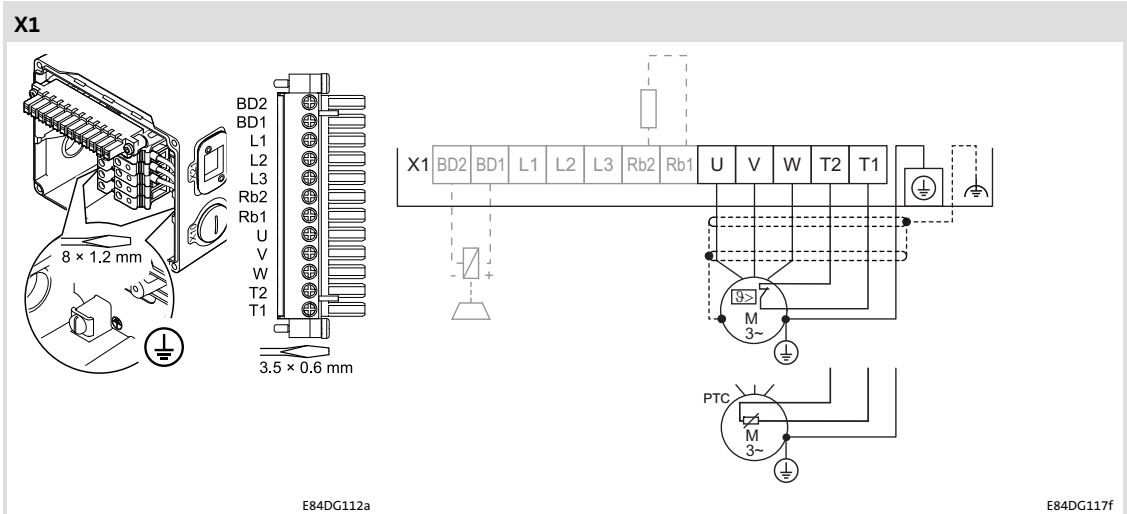 X1
BD2
BD1
L1
L2
L3
Rb2
Rb1
U
V
W
T2
T1
8 × 1.2 mm
3.5 × 0.6 mm
E84DG112a
X1 BD2 BD1 L1 L2 L3 Rb2 Rb1 U V W T2 T1
- +
ϑ>
M
3~
PTC
M
3~
E84DG117f